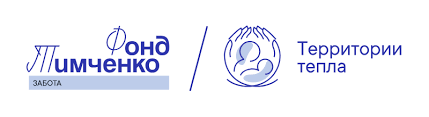 Фонд
Тимченко
ЗАБОТА
Территории
тепла